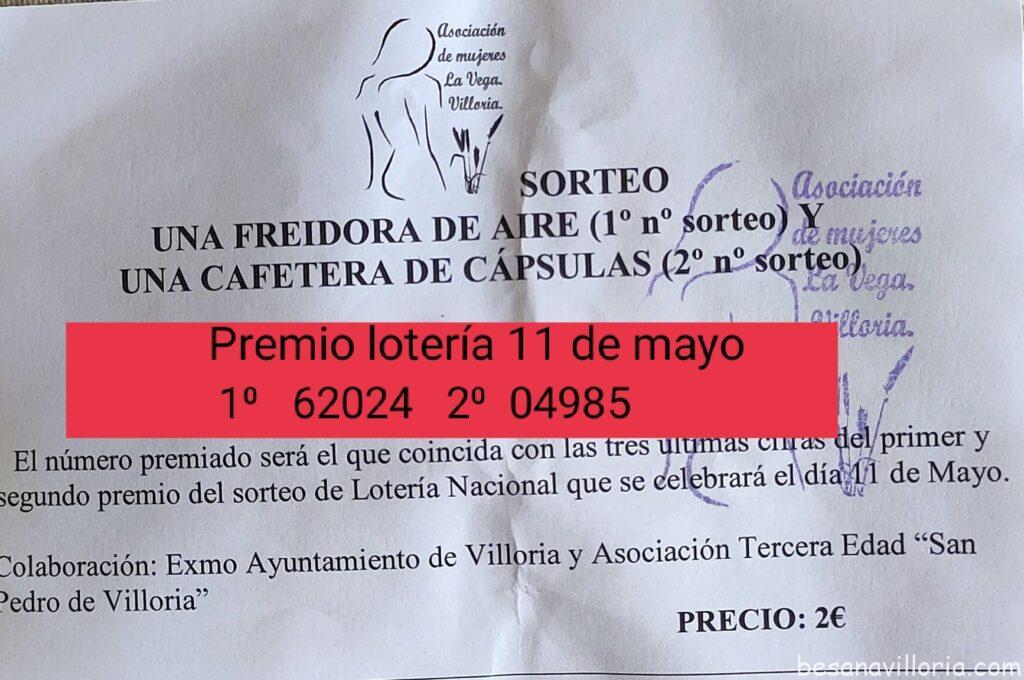 Asociación
de mujeres
La Vega.
Villoria.
SORTEO
UNA FREIDORA DE AIRE (1º nº sorteo) Y
UNA CAFETERA DE CÁPSULAS (2º nº sorteo)
Asociación
de mujeres
La Vega.
Villoria.
Premio lotería 11 de mayo
1º 62024 2º 04985
El número premiado será el que coincida con las tres últimas cifras del primer y
segundo premio del sorteo de Lotería Nacional que se celebrará el día 11 de Mayo.
Colaboración: Exmo Ayuntamiento de Villoria y Asociación Tercera Edad “San
Pedro de Villoria”
PRECIO: 2€
besanavilloria.com